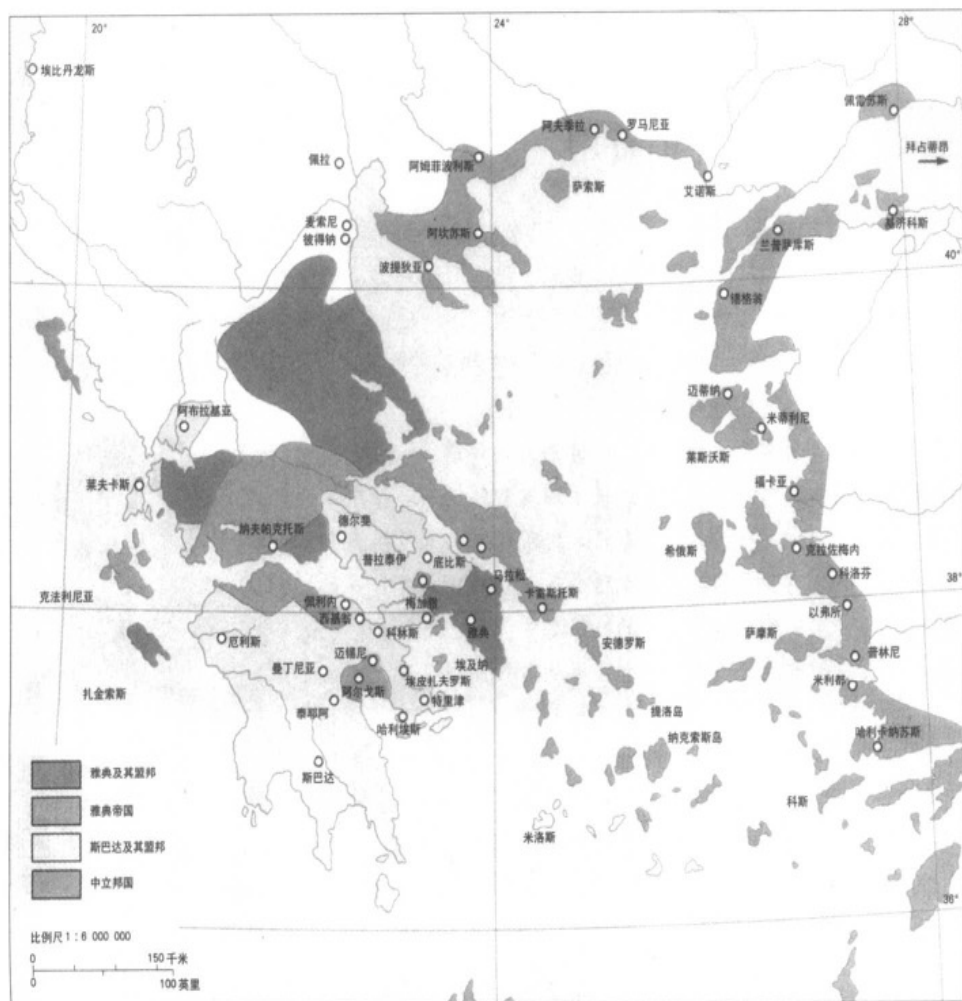 20°
24°
28°
埃比丹龙斯
佩雷苏斯
阿夫季拉
罗马尼亚
拜占蒂昂
佩拉
阿姆菲波利斯
萨索斯
艾诺斯
基济科斯
麦索尼
彼得钠
阿坎苏斯
兰普萨库斯
波提狄亚
40°
锡格翁
迈蒂纳
阿布拉基亚
米蒂利尼
莱斯沃斯
莱夫卡斯
福卡亚
德尔斐
纳夫帕克托斯
普拉泰伊
底比斯
希俄斯
克拉佐梅内
科洛芬
马拉松
克法利尼亚
佩利内
梅加腊
卡雷斯托斯
38°
以弗所
西基翁
科林斯
雅典
厄利斯
安德罗斯
萨摩斯
普林尼
迈锡尼
埃及纳
曼丁尼亚
埃皮扎夫罗斯
米利都
扎金索斯
阿尔戈斯
特里津
提洛岛
泰耶阿
哈利埃斯
纳克索斯岛
哈利卡纳苏斯
斯巴达
雅典及其盟邦
科斯
雅典帝国
米洛斯
斯巴达及其盟邦
中立邦国
36°
比例尺 1 : 6 000 000
0 150 千米
0 100 英里